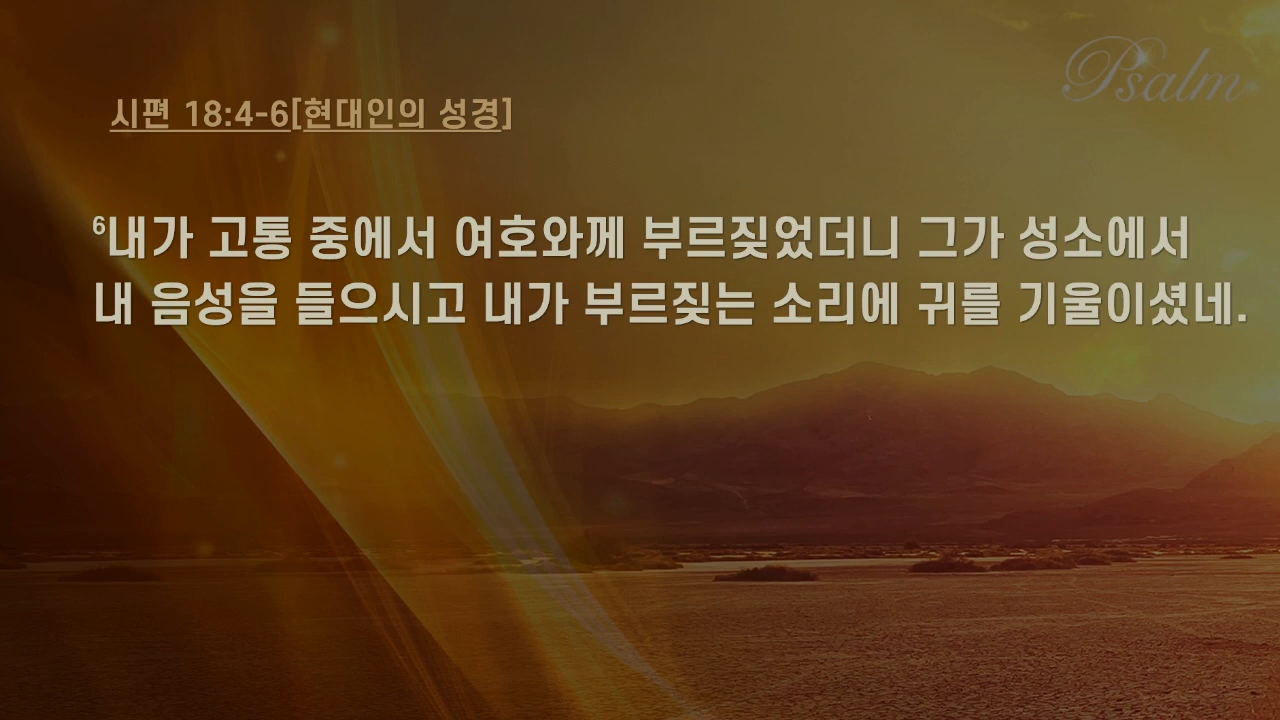 Psalm
시편 18:4-6[현대인의 성경]
⁶내가 고통 중에서 여호와께 부르짖었더니 그가 성소에서
내 음성을 들으시고 내가 부르짖는 소리에 귀를 기울이셨네.